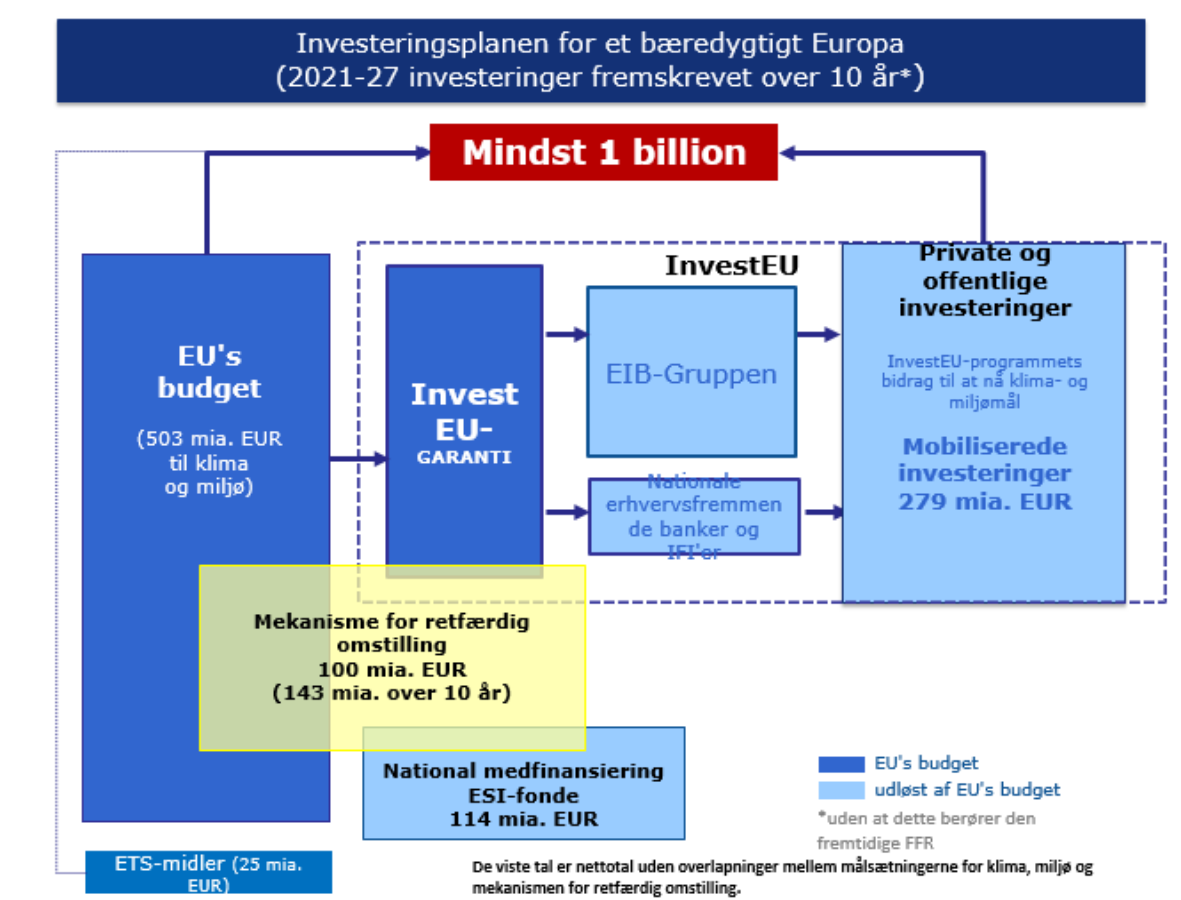 Investeringsplanen for et bæredygtigt Europa
(2021-27 investeringer fremskrevet over 10 år*)
Mindst 1 billion
EU's
budget
(503 mia. EUR
til klima
og miljø)
Invest
EU-
GARANTI
InvestEU
EIB-Gruppen
Nationale
erhvervsfremmen
de banker og
IFI'er
Private og
offentlige
investeringer
InvestEU-programmets
bidrag til at nå klima- og
miljømål
Mobiliserede
investeringer
279 mia. EUR
Mekanisme for retfærdig
omstilling
100 mia. EUR
(143 mia. over 10 år)
National medfinansiering
ESI-fonde
114 mia. EUR
ETS-midler (25 mia.
EUR)
EU's budget
udløst af EU's budget
*uden at dette berører den
fremtidige FFR
De viste tal er nettotal uden overlapninger mellem målsætningerne for klima, miljø og
mekanismen for retfærdig omstilling.